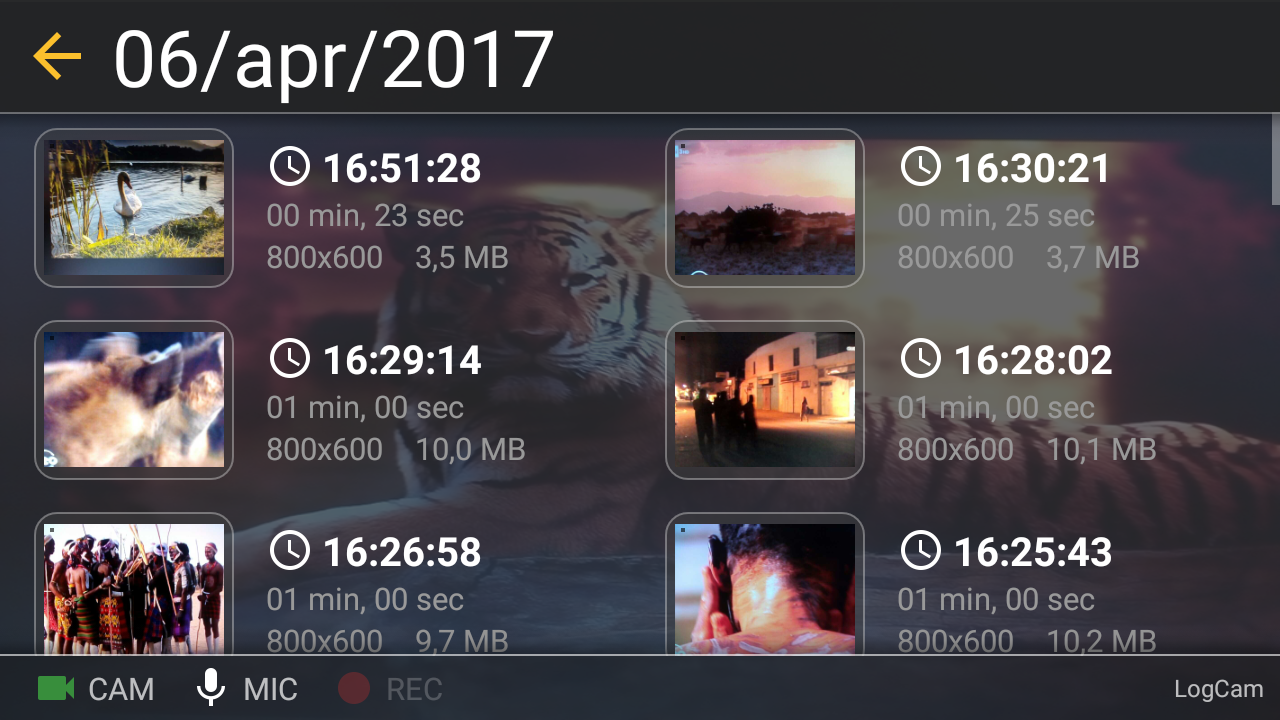 06/apr/2017
16:51:28
00 min, 23 sec
800x600 3,5 MB
16:30:21
00 min, 25 sec
800x600 3,7 MB
16:29:14
01 min, 00 sec
800x600 10,0 MB
16:28:02
01 min, 00 sec
800x600 10,1 MB
16:26:58
01 min, 00 sec
800x600 9,7 MB
16:25:43
01 min, 00 sec
800x600 10,2 MB
CAM MIC REC LogCam